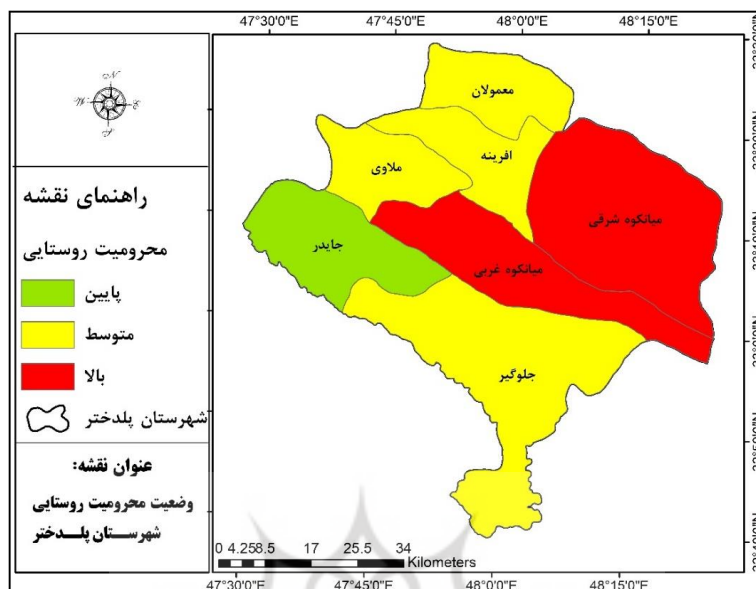 47°30'0"E 47°45'0"E 48°0'0"E 48°15'0"E
N
W E
S
راهنمای نقشه
محرومیت روستایی
پایین
متوسط
بالا
شهرستان پلدختر
عنوان نقشه:
وضعیت محرومیت روستایی
شهرستان پلدختر
معمولان
افرینه
ملاوی
میانکوه شرقی
جایدر
میانکوه غربی
جلوگیر
0 4.25 8.5 17 25.5 34
Kilometers
47°30'0"E 47°45'0"E 48°0'0"E 48°15'0"E